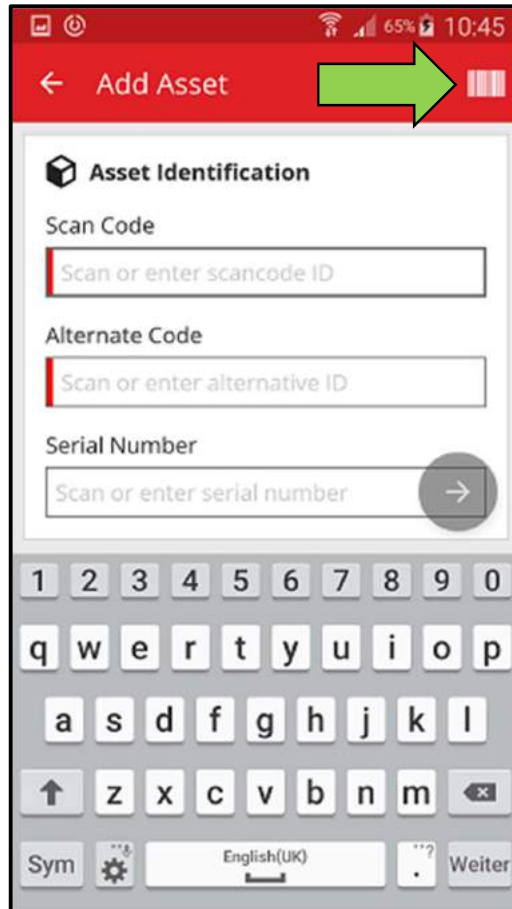 65% 10:45
Add Asset
Asset Identification
Scan Code
Scan or enter scancode ID
Alternate Code
Scan or enter alternative ID
Serial Number
Scan or enter serial number
1 2 3 4 5 6 7 8 9 0
q w e r t y u i o p
a s d f g h j k l
z x c v b n m
Sym English(UK) . ...? Weiter